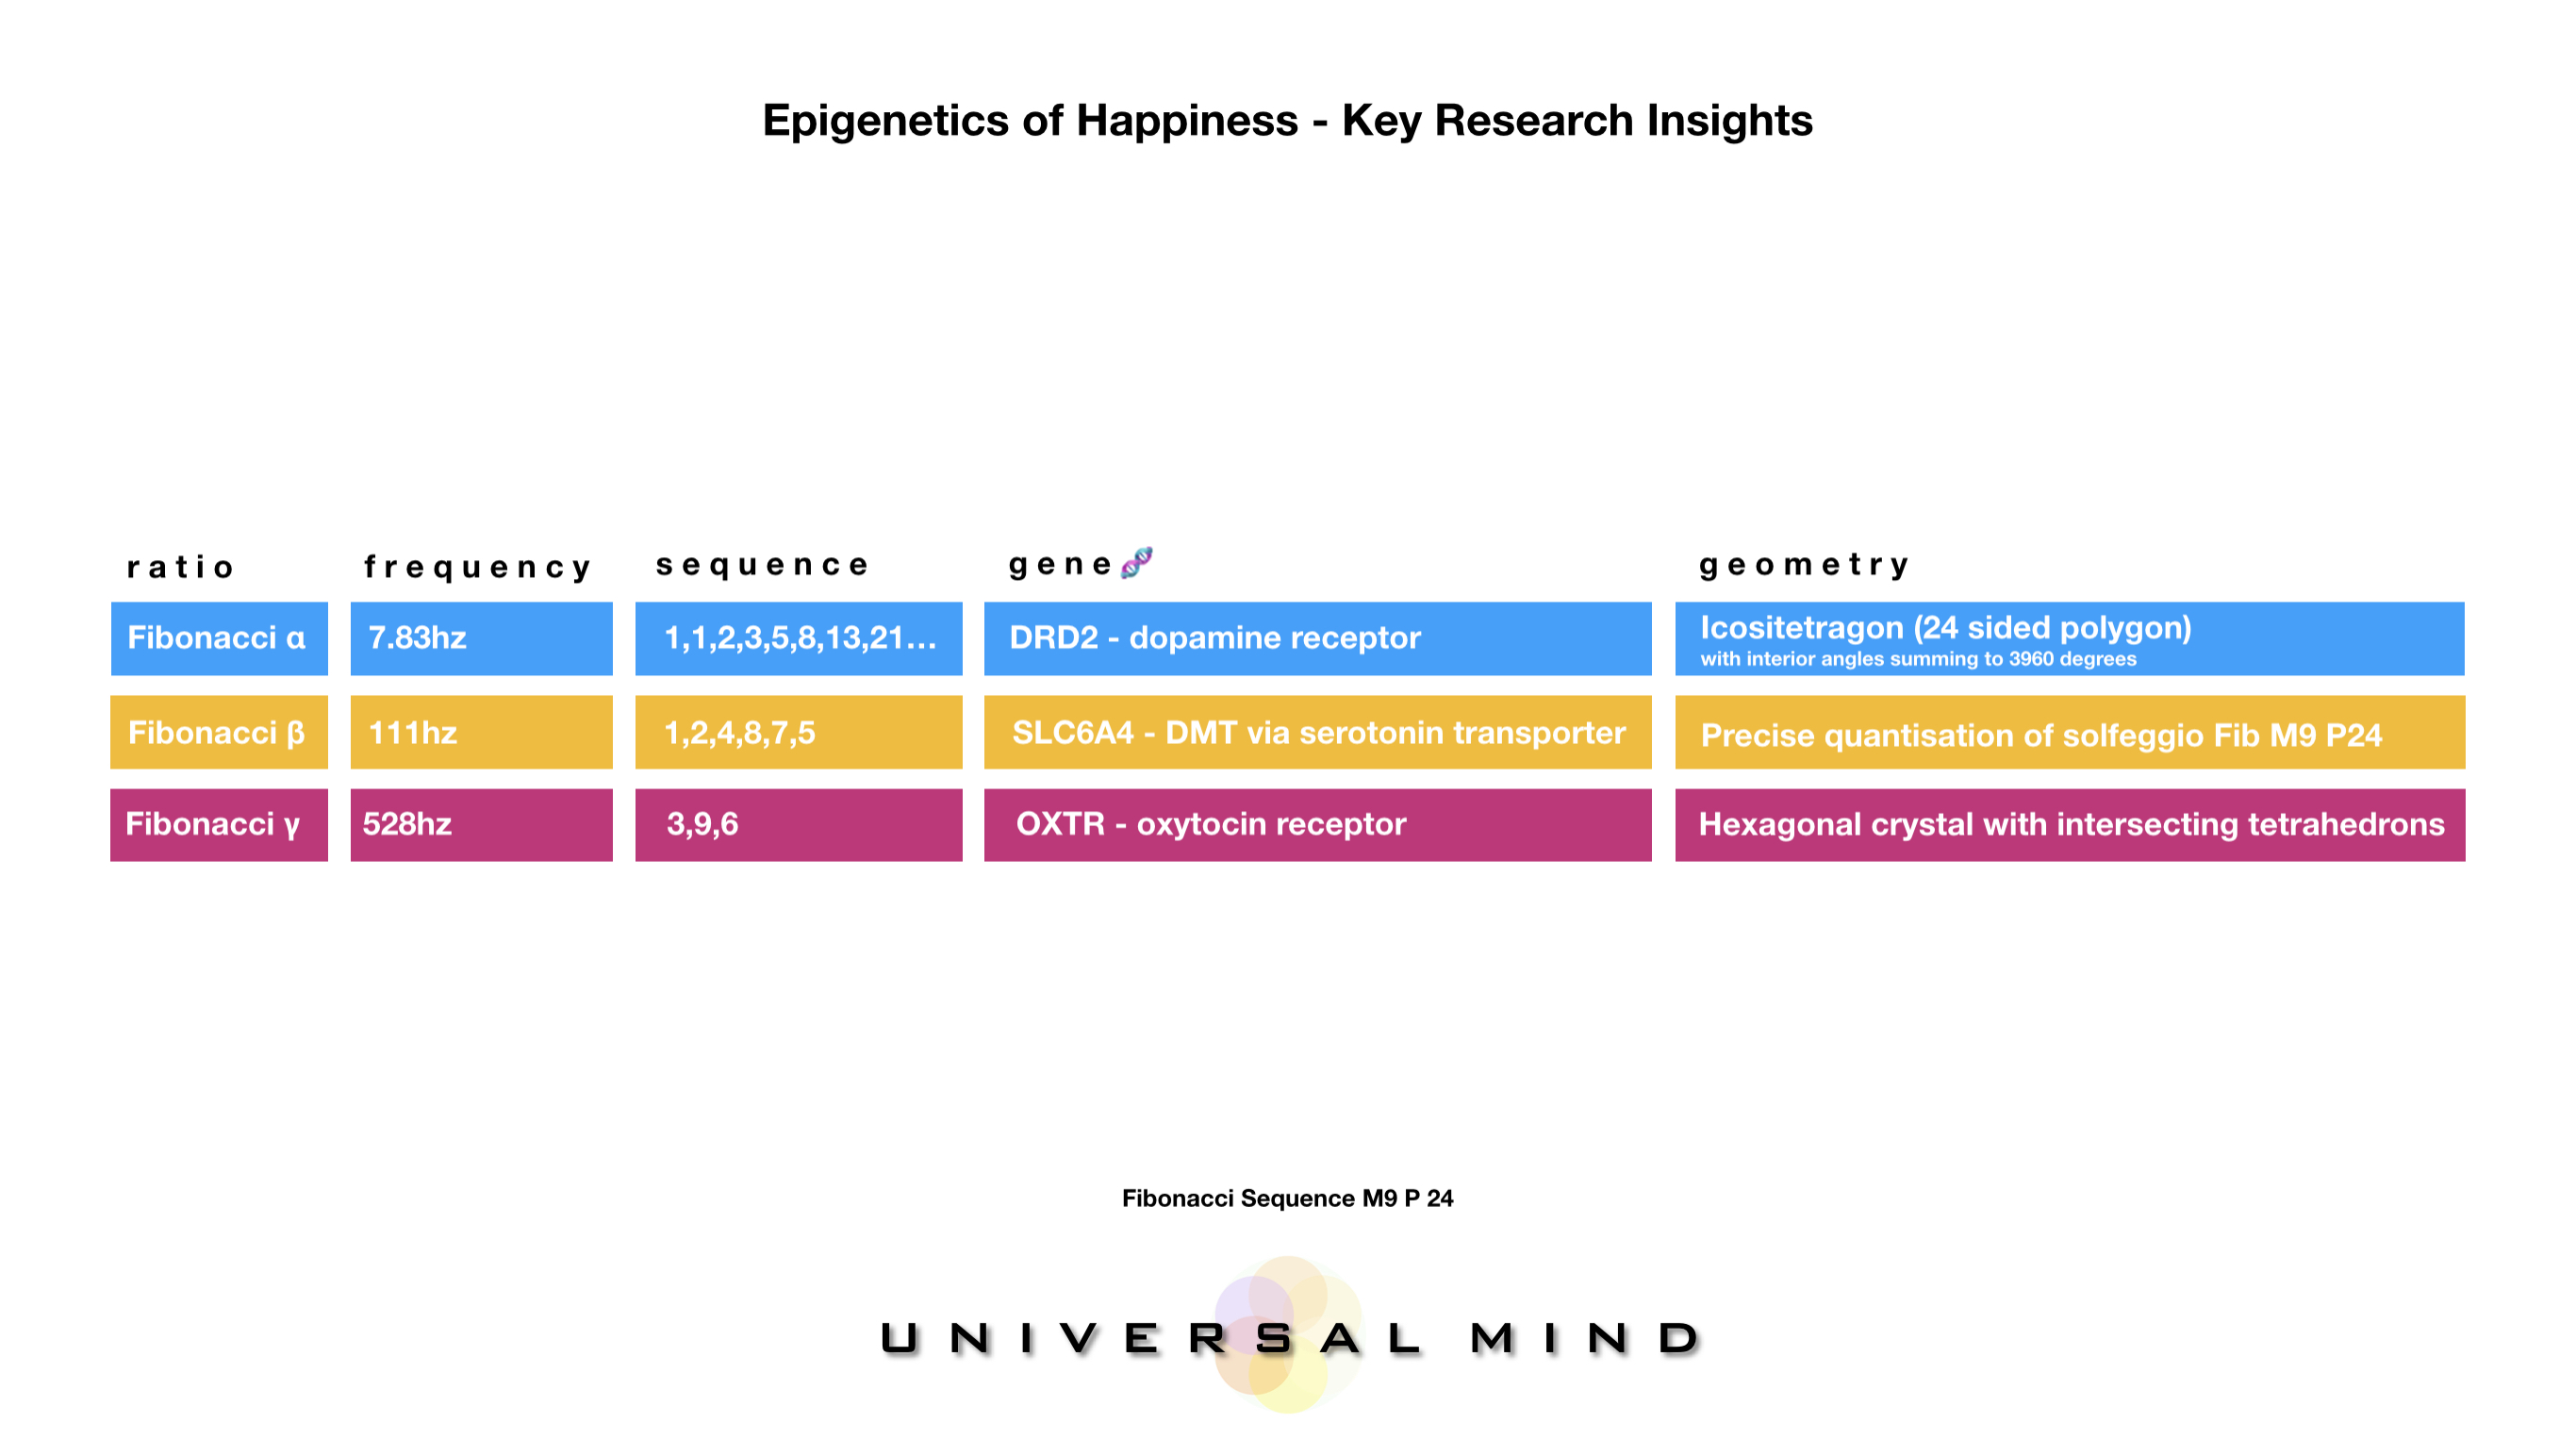 Epigenetics of Happiness - Key Research Insights
ratio frequency sequence gene🧬 geometry
Fibonacci α 7.83hz 1,1,2,3,5,8,13,21... DRD2 - dopamine receptor Icositetragon (24 sided polygon)
with interior angles summing to 3960 degrees
Fibonacci β 111hz 1,2,4,8,7,5 SLC6A4 - DMT via serotonin transporter Precise quantisation of solfeggio Fib M9 P24
Fibonacci γ 528hz 3,9,6 OXTR - oxytocin receptor Hexagonal crystal with intersecting tetrahedrons
Fibonacci Sequence M9 P 24
UNIVERSAL MIND